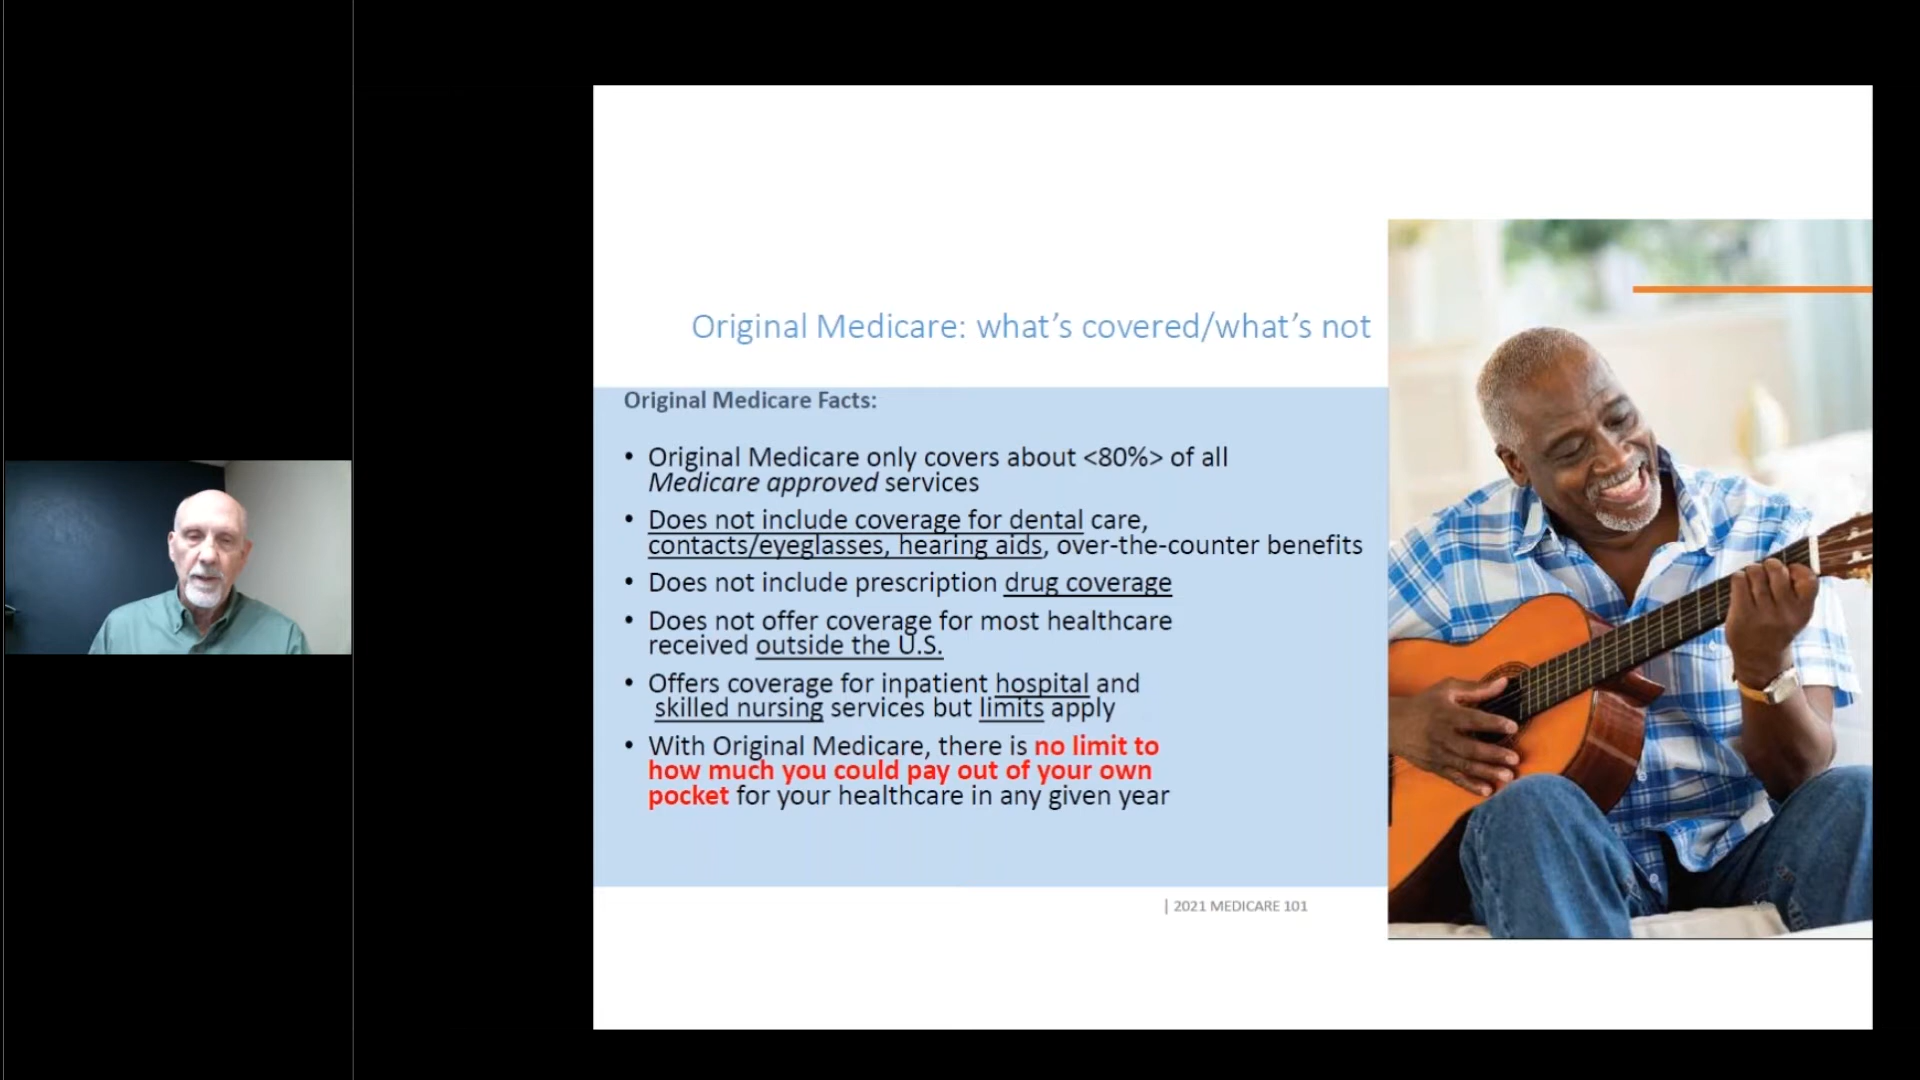 Original Medicare: what's covered/what's not
Original Medicare Facts:
• Original Medicare only covers about <80%> of all
Medicare approved services
• Does not include coverage for dental care,
contacts/eyeglasses, hearing aids, over-the-counter benefits
• Does not include prescription drug coverage
• Does not offer coverage for most healthcare
received outside the U.S.
• Offers coverage for inpatient hospital and
skilled nursing services but limits apply
• With Original Medicare, there is no limit to
how much you could pay out of your own
pocket for your healthcare in any given year
| 2021 MEDICARE 101